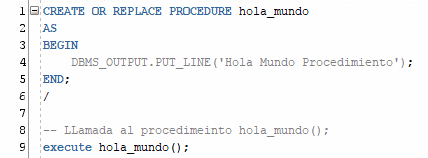 1 CREATE OR REPLACE PROCEDURE hola_mundo
2 AS
3 BEGIN
4 DBMS_OUTPUT.PUT_LINE('Hola Mundo Procedimiento');
5 END;
6 /
7
8 -- LLamada al procedimeinto hola_mundo();
9 execute hola_mundo();